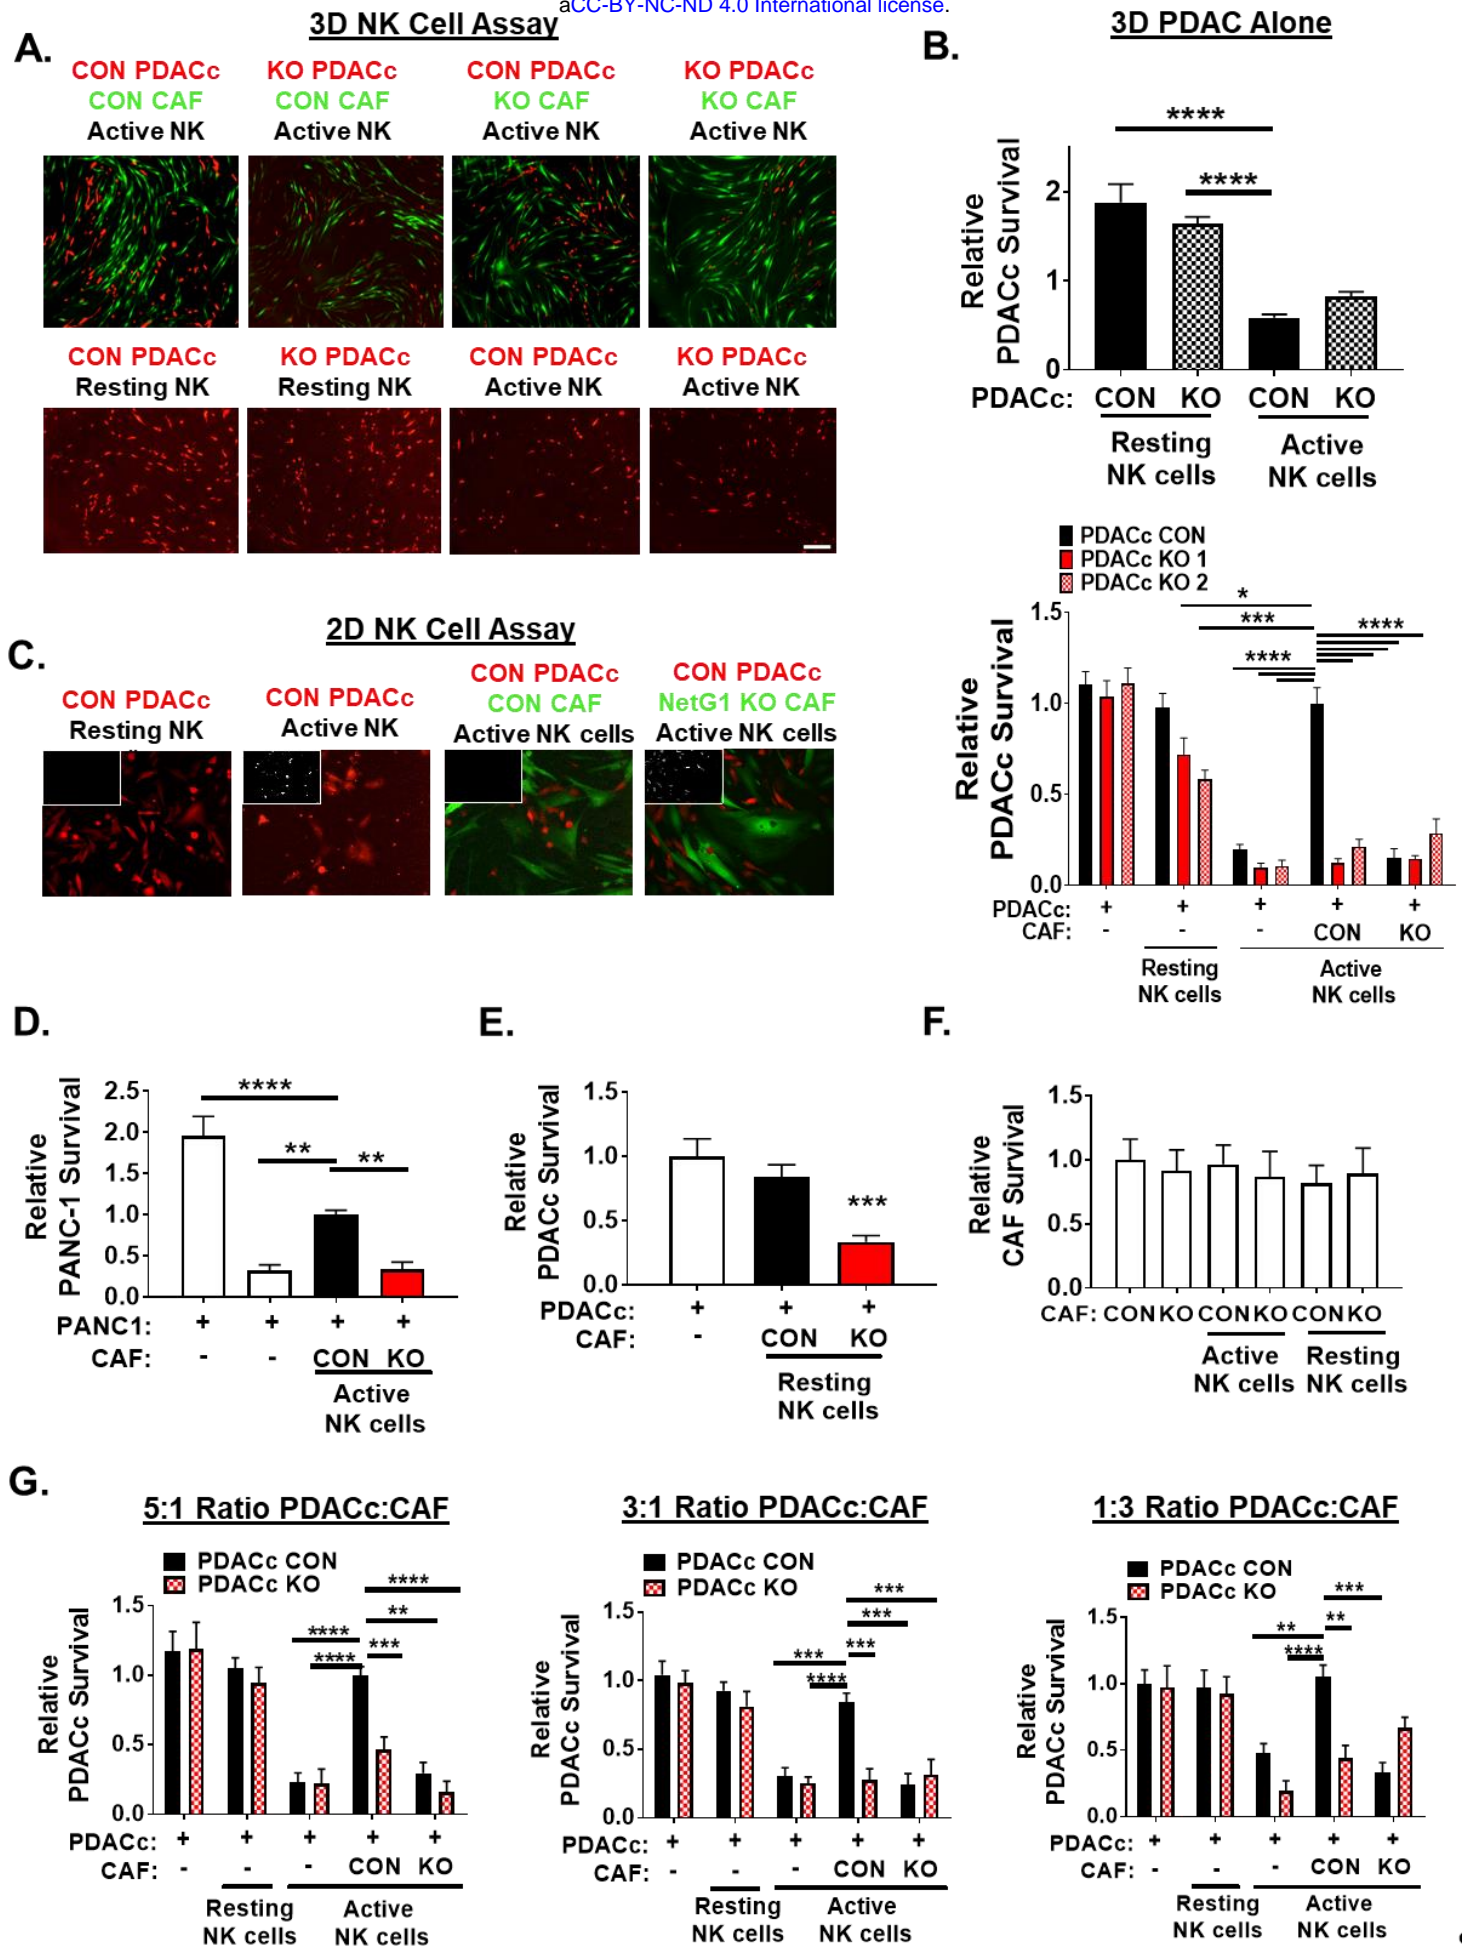 aCC-BY-NC-ND 4.0 International license.
3D NK Cell Assay
A.
CON PDACc
CON CAF
Active NK
KO PDACc
CON CAF
Active NK
CON PDACc
KO CAF
Active NK
KO PDACc
KO CAF
Active NK
CON PDACc
Resting NK
KO PDACc
Resting NK
CON PDACc
Active NK
KO PDACc
Active NK
3D PDAC Alone
B.
****
****
Relative
PDACc Survival
2
1
0
PDACc: CON KO CON KO
Resting
NK cells
Active
NK cells
2D NK Cell Assay
C.
CON PDACc
Resting NK
CON PDACc
Active NK
CON PDACc
CON CAF
Active NK cells
CON PDACc
NetG1 KO CAF
Active NK cells
PDACc CON
PDACc KO 1
PDACc KO 2
*
***
****
****
Relative
PDACc Survival
1.5
1.0
0.5
0.0
PDACc: + + + + +
CAF: - - - CON KO
Resting
NK cells
Active
NK cells
D.
****
** **
Relative
PANC-1 Survival
2.5
2.0
1.5
1.0
0.5
0.0
PANC1: + + + +
CAF: - - CON KO
Active
NK cells
E.
***
Relative
PDACc Survival
1.5
1.0
0.5
0.0
PDACc: + + +
CAF: - CON KO
Resting
NK cells
F.
Relative
CAF Survival
1.5
1.0
0.5
0.0
CAF: CON KO CON KO CON KO
Active
NK cells
Resting
NK cells
G.
5:1 Ratio PDACc:CAF
PDACc CON
PDACc KO
****
**
****
***
****
Relative
PDACc Survival
1.5
1.0
0.5
0.0
PDACc: + + + + +
CAF: - - - CON KO
Resting
NK cells
Active
NK cells
3:1 Ratio PDACc:CAF
PDACc CON
PDACc KO
***
***
***
***
****
Relative
PDACc Survival
1.5
1.0
0.5
0.0
PDACc: + + + + +
CAF: - - - CON KO
Resting
NK cells
Active
NK cells
1:3 Ratio PDACc:CAF
PDACc CON
PDACc KO
***
**
**
****
Relative
PDACc Survival
1.5
1.0
0.5
0.0
PDACc: + + + + +
CAF: - - - CON KO
Resting
NK cells
Active
NK cells